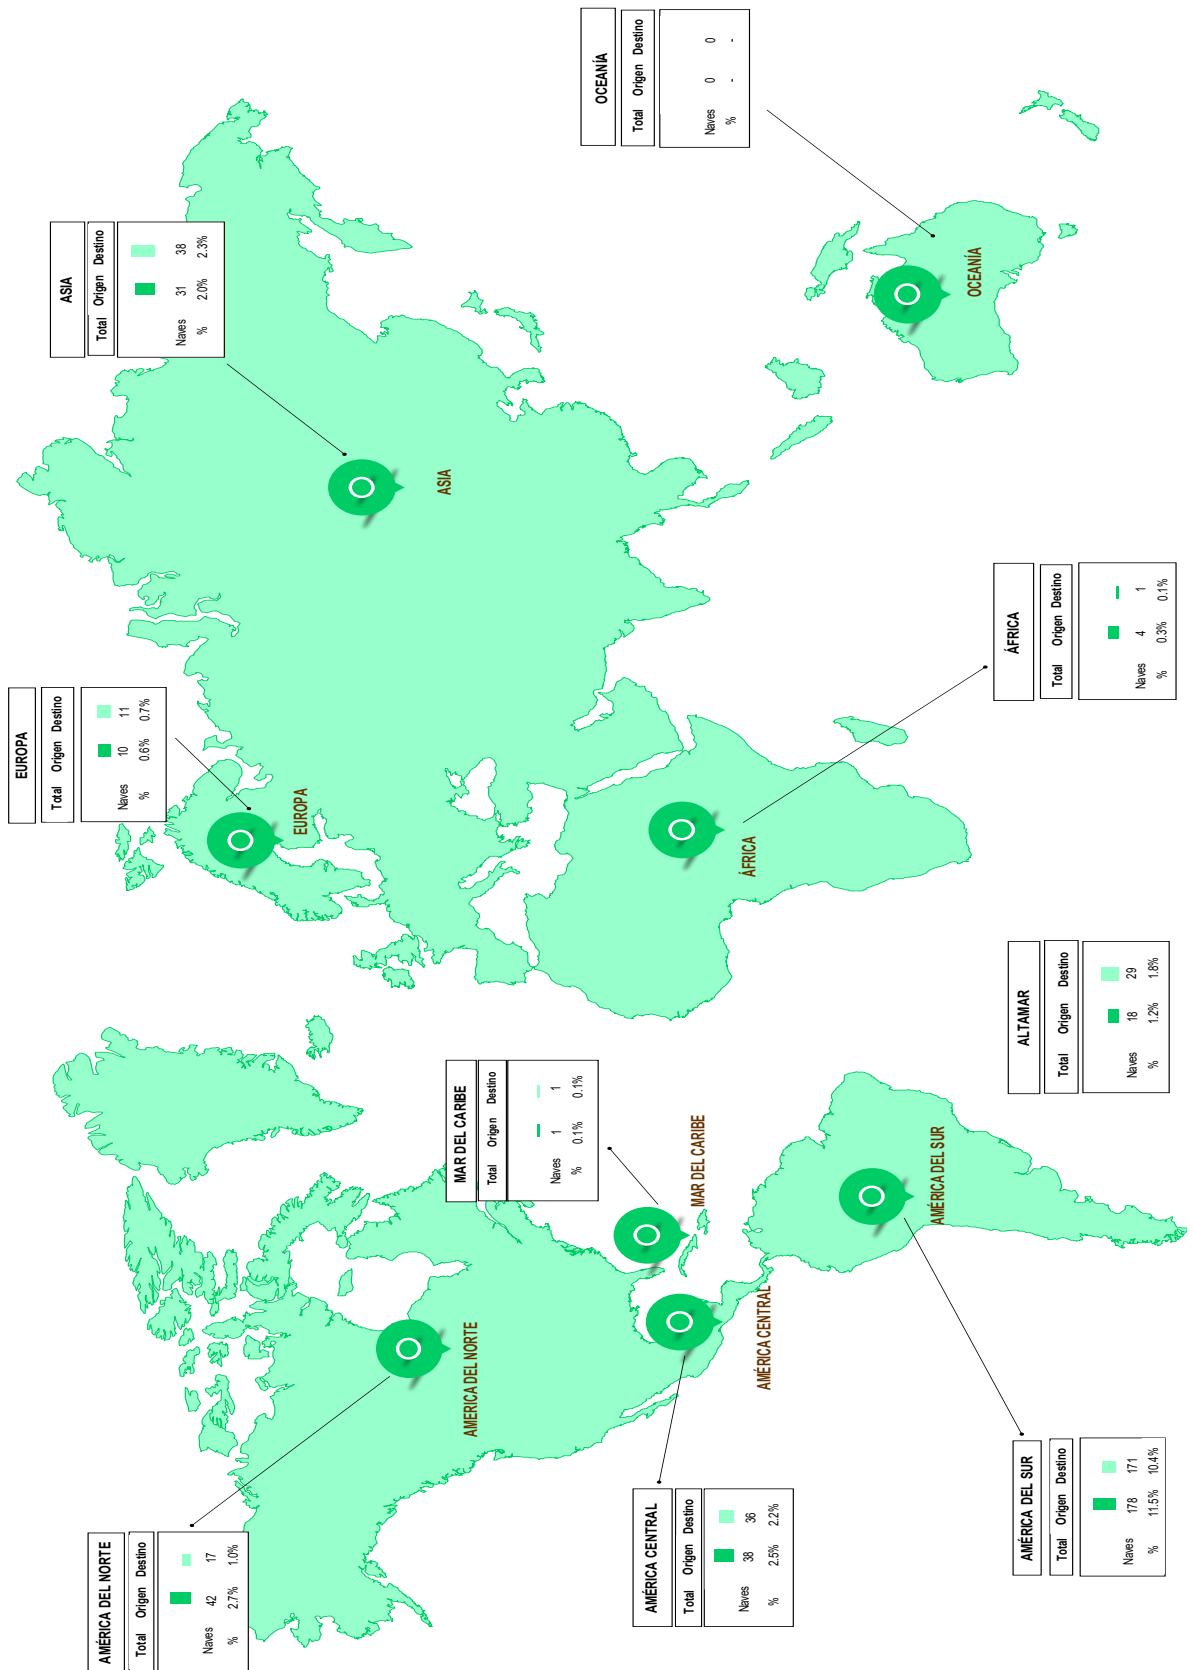 EUROPA
Total Origen Destino
Naves 10 11
% 0.6% 0.7%
ASIA
Total Origen Destino
Naves 31 38
% 2.0% 2.3%
AMÉRICA DEL NORTE
Total Origen Destino
Naves 42 17
% 2.7% 1.0%
MAR DEL CARIBE
Total Origen Destino
Naves 1 1
% 0.1% 0.1%
OCEANÍA
Total Origen Destino
Naves 0 0
% - -
AMÉRICA CENTRAL
Total Origen Destino
Naves 38 36
% 2.5% 2.2%
ÁFRICA
Total Origen Destino
Naves 4 1
% 0.3% 0.1%
ALTAMAR
Total Origen Destino
Naves 18 29
% 1.2% 1.8%
AMÉRICA DEL SUR
Total Origen Destino
Naves 178 171
% 11.5% 10.4%
EUROPA
ASIA
AMERICA DEL NORTE
MAR DEL CARIBE
AMÉRICA CENTRAL
ÁFRICA
AMÉRICA DEL SUR
OCEANÍA